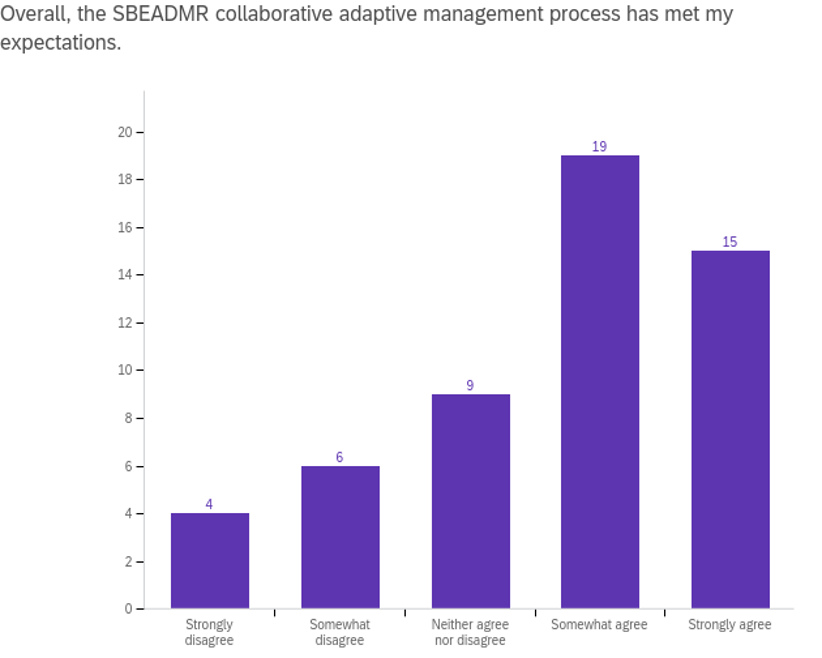 Overall, the SBEADMR collaborative adaptive management process has met my
expectations.
20
18
16
14
12
10
8
6
4
2
0
4
6
9
19
15
Strongly
disagree
Somewhat
disagree
Neither agree
nor disagree
Somewhat agree
Strongly agree